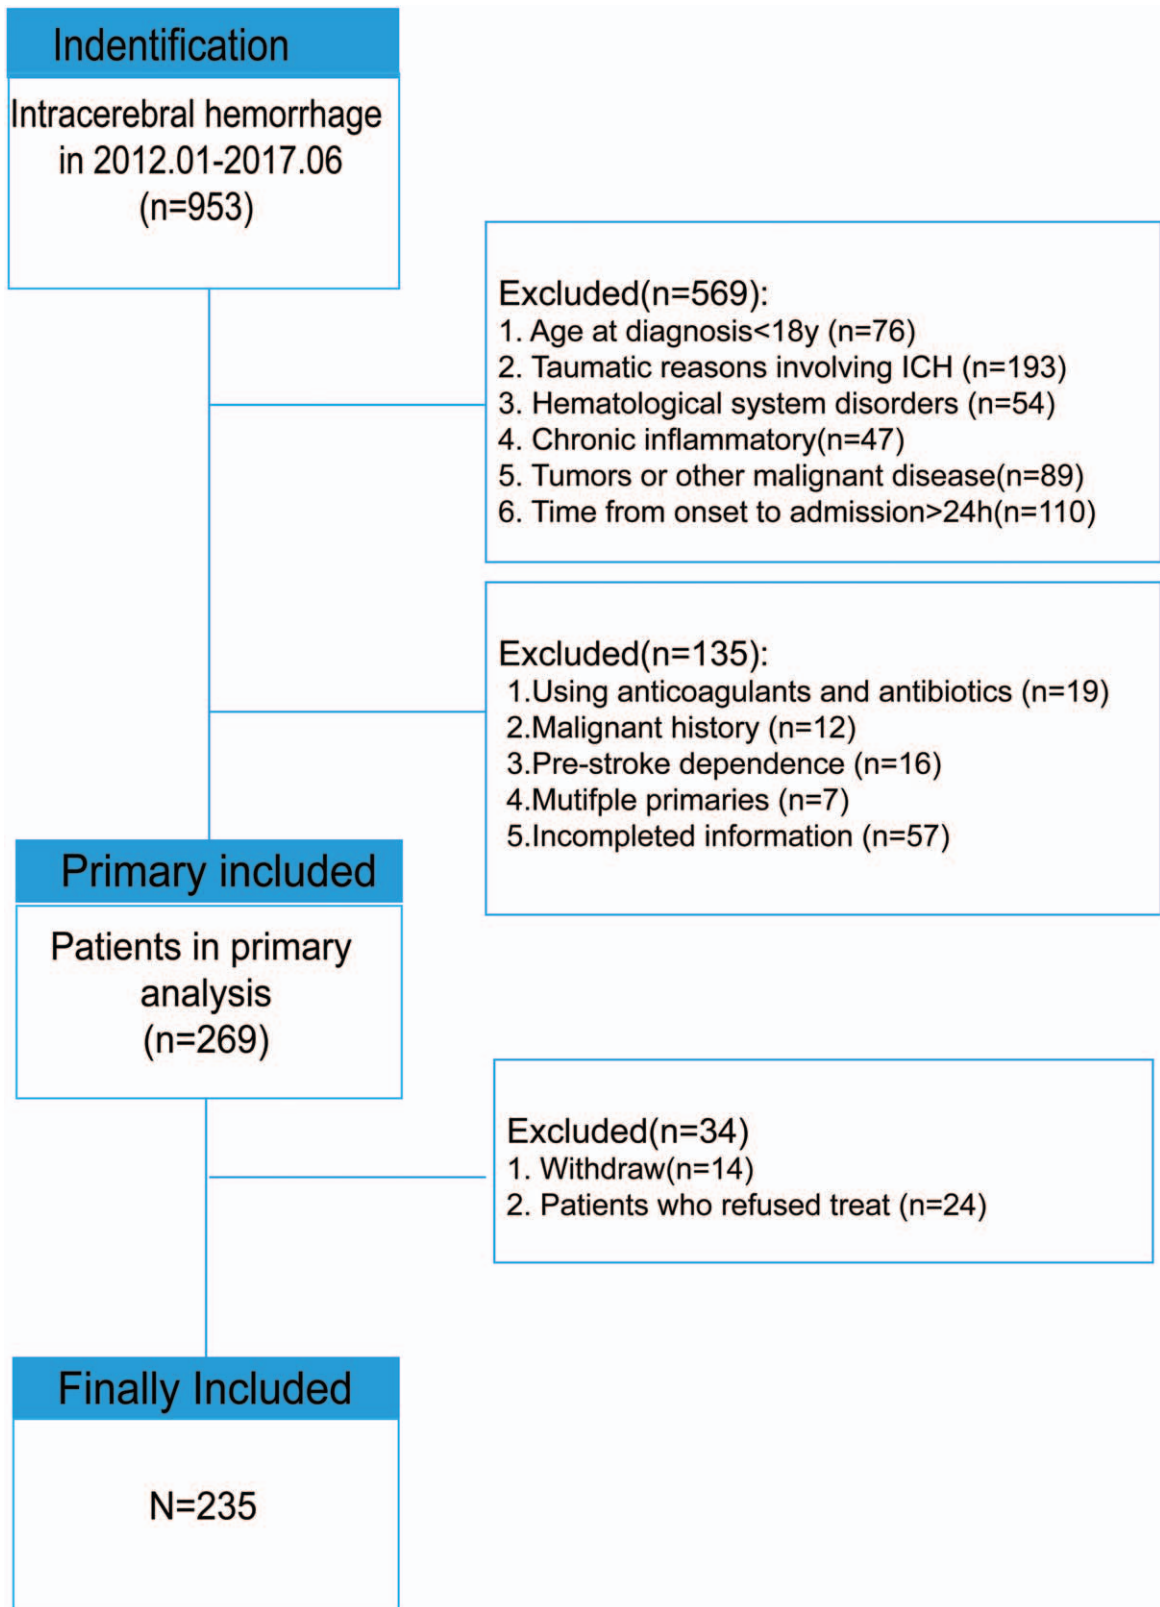 Indentification
Intracerebral hemorrhage
in 2012.01-2017.06
(n=953)
Excluded(n=569):
1. Age at diagnosis<18y (n=76)
2. Taumatic reasons involving ICH (n=193)
3. Hematological system disorders (n=54)
4. Chronic inflammatory(n=47)
5. Tumors or other malignant disease(n=89)
6. Time from onset to admission>24h(n=110)
Excluded(n=135):
1.Using anticoagulants and antibiotics (n=19)
2.Malignant history (n=12)
3.Pre-stroke dependence (n=16)
4.Mutifple primaries (n=7)
5.Incompleted information (n=57)
Primary included
Patients in primary
analysis
(n=269)
Excluded(n=34)
1. Withdraw(n=14)
2. Patients who refused treat (n=24)
Finally Included
N=235